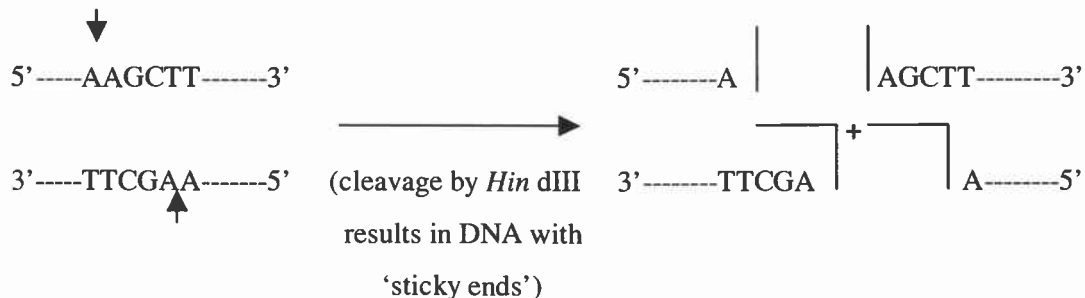 5'-----AAGCTT-------3'
5'--------A
AGCTT---------3'
+
3'-----TTCGAA-------5'
(cleavage by Hin dIII
results in DNA with
'sticky ends')
3'--------TTCGA
A------5'